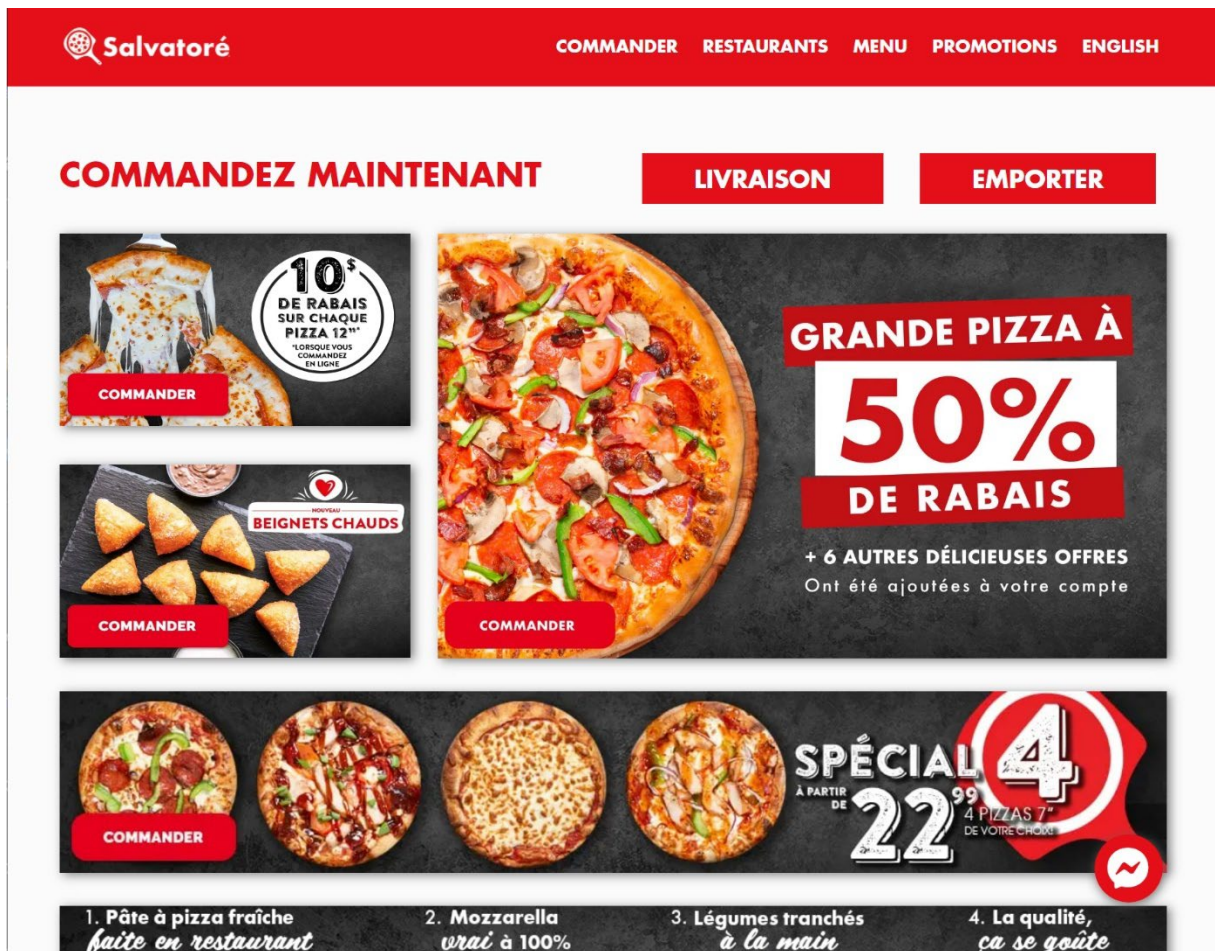 Salvatoré
COMMANDER RESTAURANTS MENU PROMOTIONS ENGLISH
COMMANDEZ MAINTENANT
LIVRAISON
EMPORTER
10$
DE RABAIS
SUR CHAQUE
PIZZA 12"*
*LORSQUE VOUS
COMMANDEZ
EN LIGNE
COMMANDER
NOUVEAU
BEIGNETS CHAUDS
COMMANDER
GRANDE PIZZA À
50%
DE RABAIS
+ 6 AUTRES DÉLICIEUSES OFFRES
Ont été ajoutées à votre compte
COMMANDER
SPÉCIAL 4
À PARTIR
DE
22 99
4 PIZZAS 7"
DE VOTRE CHOIX!
COMMANDER
1. Pâte à pizza fraîche
faite en restaurant
2. Mozzarella
vrai à 100%
3. Légumes tranchés
à la main
4. La qualité,
ça se goûte